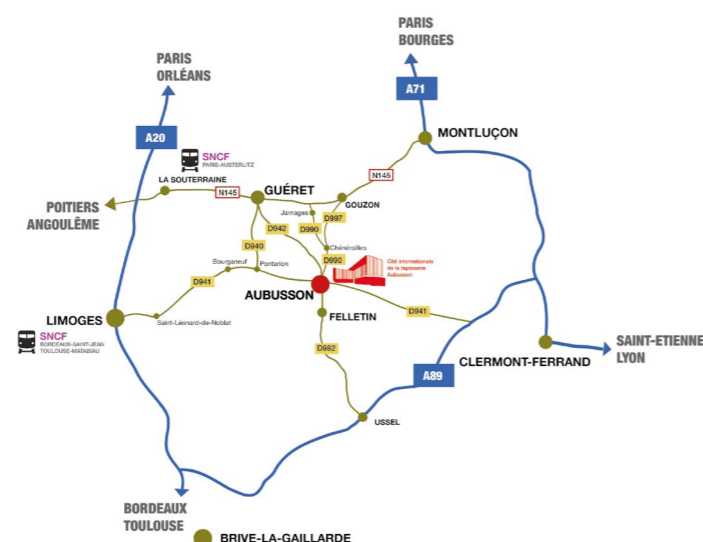 PARIS
BOURGES
PARIS
ORLÉANS
A71
A20
MONTLUÇON
SNCF
PARIS-AUSTERLITZ
LA SOUTERRAINE
N145
N145
GUÉRET
GOUZON
POITIERS
ANGOULÊME
Jarnages
D997
D942
D990
D940
Chénérailles
Bourganeuf
Pontarion
D990
Cité internationale
de la tapisserie
Aubusson
D941
AUBUSSON
D941
LIMOGES
Saint-Léonard-de-Noblat
FELLETIN
SNCF
BORDEAUX-SAINT-JEAN
TOULOUSE-MATABIAU
D982
SAINT-ETIENNE
LYON
CLERMONT-FERRAND
A89
USSEL
BORDEAUX
TOULOUSE
BRIVE-LA-GAILLARDE